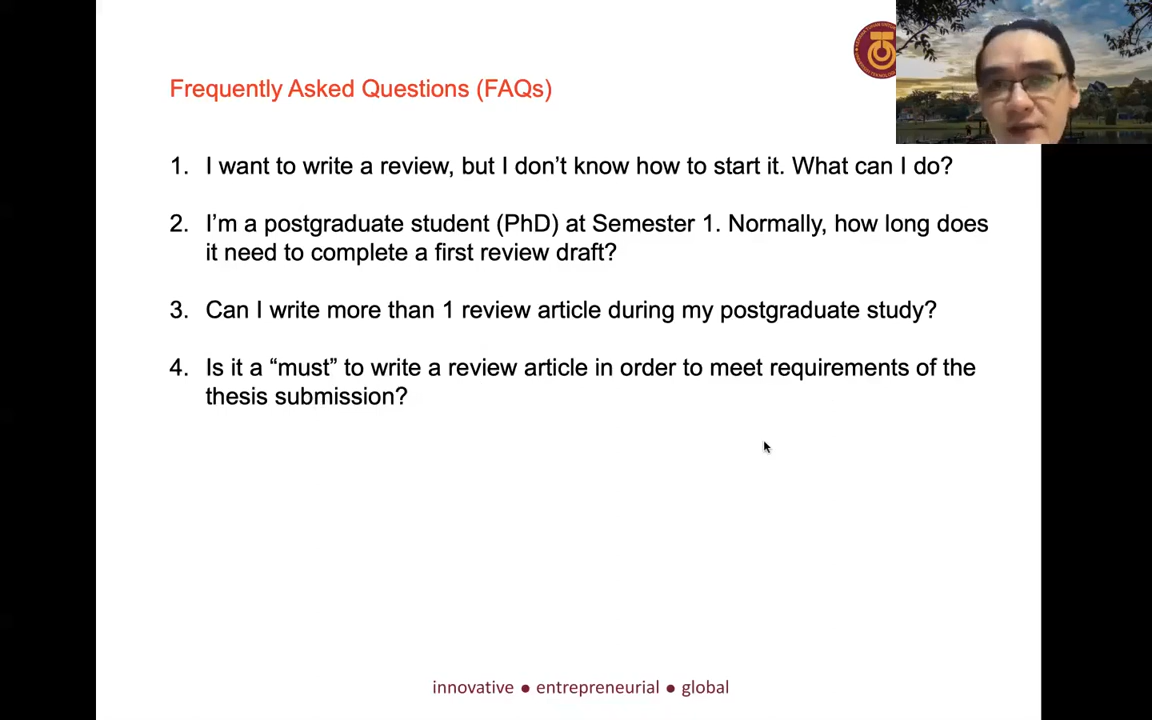 Frequently Asked Questions (FAQs)
1. I want to write a review, but I don’t know how to start it. What can I do?
2. I’m a postgraduate student (PhD) at Semester 1. Normally, how long does
it need to complete a first review draft?
3. Can I write more than 1 review article during my postgraduate study?
4. Is it a “must” to write a review article in order to meet requirements of the
thesis submission?
innovative ● entrepreneurial ● global